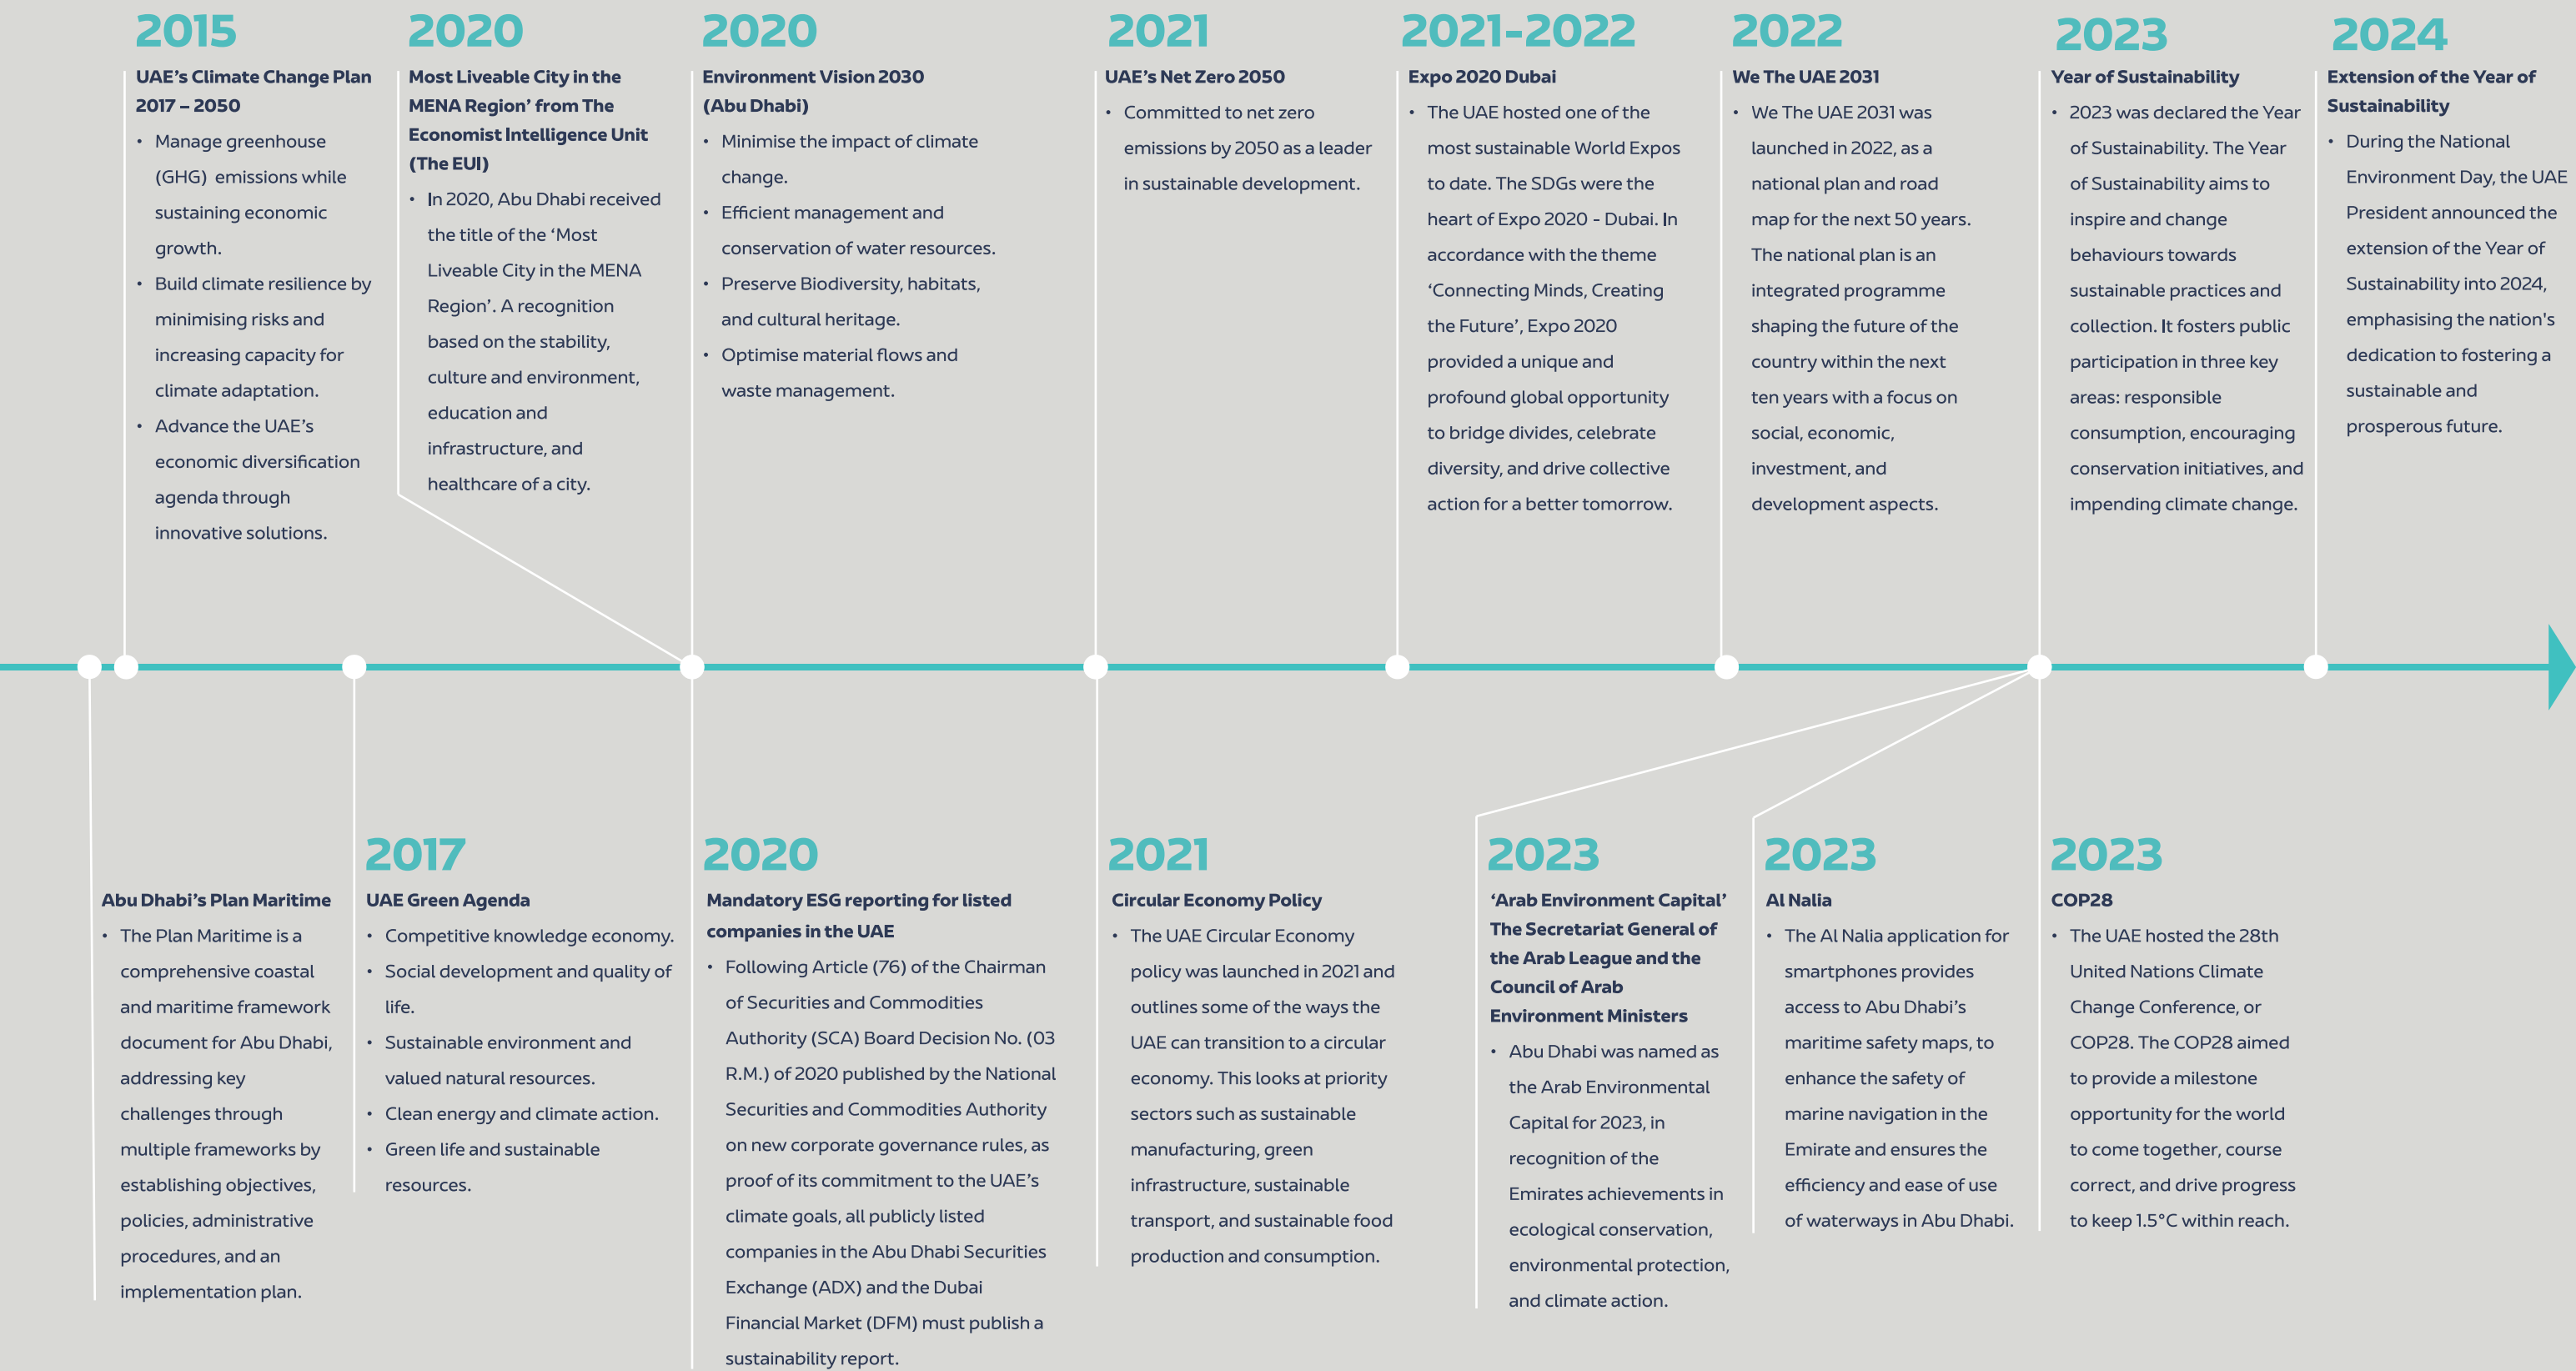 2015
UAE's Climate Change Plan
2017 – 2050
• Manage greenhouse
(GHG) emissions while
sustaining economic
growth.
• Build climate resilience by
minimising risks and
increasing capacity for
climate adaptation.
• Advance the UAE's
economic diversification
agenda through
innovative solutions.
2020
Most Liveable City in the
MENA Region' from The
Economist Intelligence Unit
(The EUI)
• In 2020, Abu Dhabi received
the title of the ‘Most
Liveable City in the MENA
Region’. A recognition
based on the stability,
culture and environment,
education and
infrastructure, and
healthcare of a city.
2020
Environment Vision 2030
(Abu Dhabi)
• Minimise the impact of climate
change.
• Efficient management and
conservation of water resources.
• Preserve Biodiversity, habitats,
and cultural heritage.
• Optimise material flows and
waste management.
2021
UAE's Net Zero 2050
• Committed to net zero
emissions by 2050 as a leader
in sustainable development.
2021-2022
Expo 2020 Dubai
• The UAE hosted one of the
most sustainable World Expos
to date. The SDGs were the
heart of Expo 2020 - Dubai. In
accordance with the theme
‘Connecting Minds, Creating
the Future’, Expo 2020
provided a unique and
profound global opportunity
to bridge divides, celebrate
diversity, and drive collective
action for a better tomorrow.
2022
We The UAE 2031
• We The UAE 2031 was
launched in 2022, as a
national plan and road
map for the next 50 years.
The national plan is an
integrated programme
shaping the future of the
country within the next
ten years with a focus on
social, economic,
investment, and
development aspects.
2023
Year of Sustainability
• 2023 was declared the Year
of Sustainability. The Year
of Sustainability aims to
inspire and change
behaviours towards
sustainable practices and
collection. It fosters public
participation in three key
areas: responsible
consumption, encouraging
conservation initiatives, and
impending climate change.
2024
Extension of the Year of
Sustainability
• During the National
Environment Day, the UAE
President announced the
extension of the Year of
Sustainability into 2024,
emphasising the nation's
dedication to fostering a
sustainable and
prosperous future.
Abu Dhabi's Plan Maritime
• The Plan Maritime is a
comprehensive coastal
and maritime framework
document for Abu Dhabi,
addressing key
challenges through
multiple frameworks by
establishing objectives,
policies, administrative
procedures, and an
implementation plan.
2017
UAE Green Agenda
• Competitive knowledge economy.
• Social development and quality of
life.
• Sustainable environment and
valued natural resources.
• Clean energy and climate action.
• Green life and sustainable
resources.
2020
Mandatory ESG reporting for listed
companies in the UAE
• Following Article (76) of the Chairman
of Securities and Commodities
Authority (SCA) Board Decision No. (03
R.M.) of 2020 published by the National
Securities and Commodities Authority
on new corporate governance rules, as
proof of its commitment to the UAE's
climate goals, all publicly listed
companies in the Abu Dhabi Securities
Exchange (ADX) and the Dubai
Financial Market (DFM) must publish a
sustainability report.
2021
Circular Economy Policy
• The UAE Circular Economy
policy was launched in 2021 and
outlines some of the ways the
UAE can transition to a circular
economy. This looks at priority
sectors such as sustainable
manufacturing, green
infrastructure, sustainable
transport, and sustainable food
production and consumption.
2023
‘Arab Environment Capital’
The Secretariat General of
the Arab League and the
Council of Arab
Environment Ministers
• Abu Dhabi was named as
the Arab Environmental
Capital for 2023, in
recognition of the
Emirates achievements in
ecological conservation,
environmental protection,
and climate action.
2023
Al Nalia
• The Al Nalia application for
smartphones provides
access to Abu Dhabi's
maritime safety maps, to
enhance the safety of
marine navigation in the
Emirate and ensures the
efficiency and ease of use
of waterways in Abu Dhabi.
2023
COP28
• The UAE hosted the 28th
United Nations Climate
Change Conference, or
COP28. The COP28 aimed
to provide a milestone
opportunity for the world
to come together, course
correct, and drive progress
to keep 1.5°C within reach.